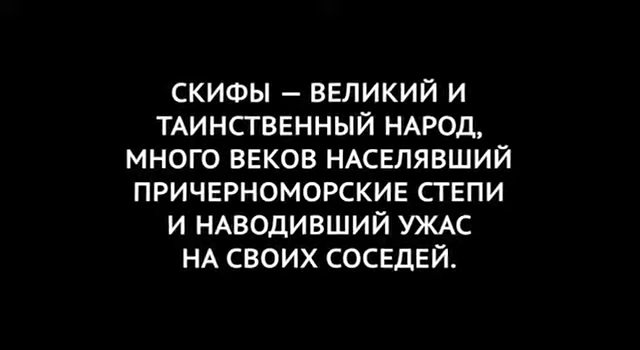 СКИФЫ — ВЕЛИКИЙ И
ТАИНСТВЕННЫЙ НАРОД,
МНОГО ВЕКОВ НАСЕЛЯВШИЙ
ПРИЧЕРНОМОРСКИЕ СТЕПИ
И НАВОДИВШИЙ УЖАС
НА СВОИХ СОСЕДЕЙ.